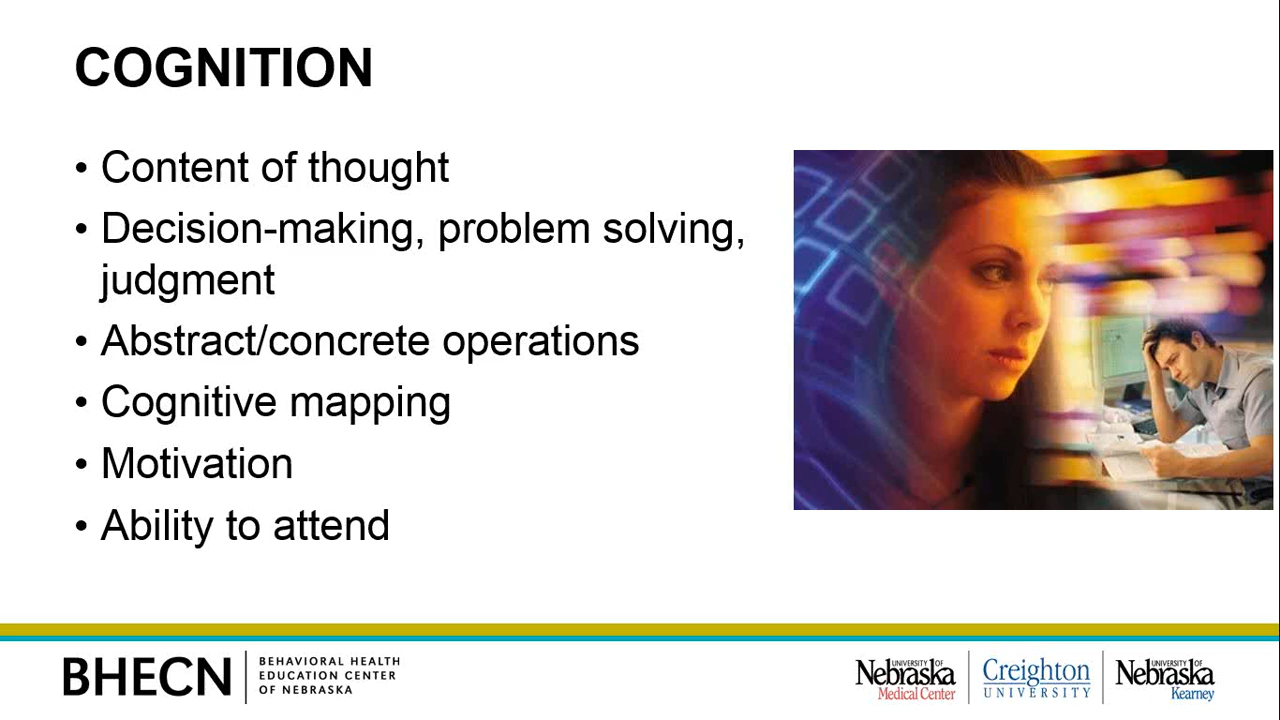 COGNITION
• Content of thought
• Decision-making, problem solving,
judgment
• Abstract/concrete operations
• Cognitive mapping
• Motivation
• Ability to attend
BHECN
BEHAVIORAL HEALTH
EDUCATION CENTER
OF NEBRASKA
UNIVERSITY OF
Nebraska
Medical Center
Creighton
UNIVERSITY
UNIVERSITY OF
Nebraska
Kearney